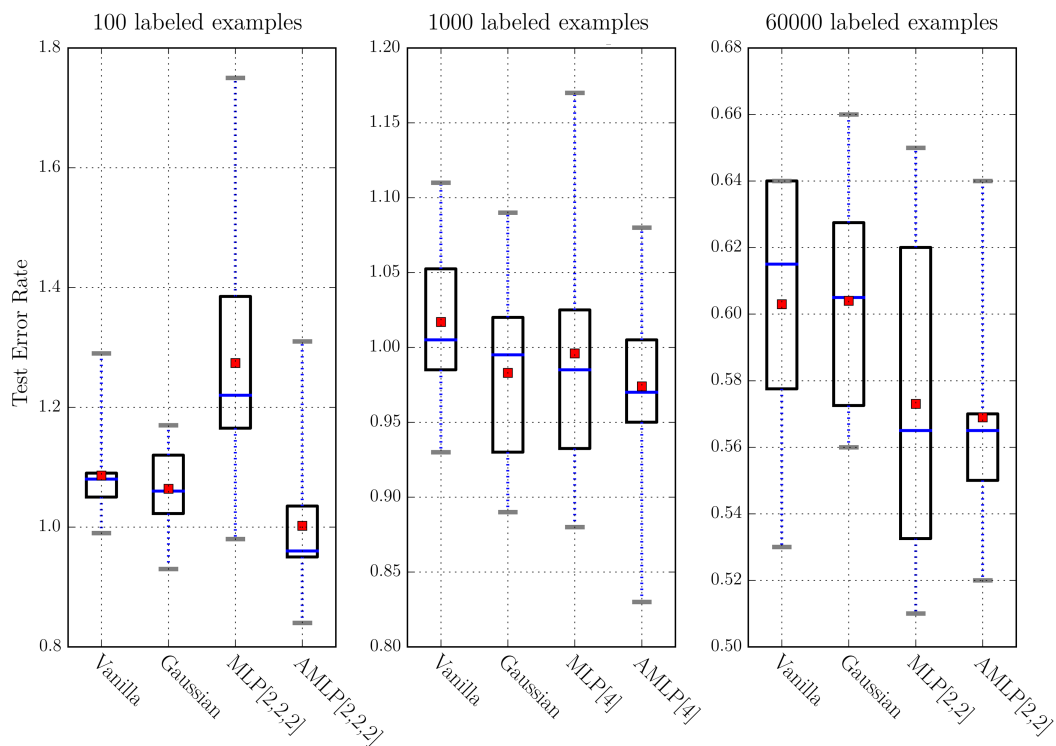 100 labeled examples
1000 labeled examples
60000 labeled examples
Test Error Rate
1.8
1.6
1.4
1.2
1.0
0.8
Vanilla
Gaussian
MLP[2,2,2]
AMLP[2,2,2]
1.20
1.15
1.10
1.05
1.00
0.95
0.90
0.85
0.80
Vanilla
Gaussian
MLP[4]
AMLP[4]
0.68
0.66
0.64
0.62
0.60
0.58
0.56
0.54
0.52
0.50
Vanilla
Gaussian
MLP[2,2]
AMLP[2,2]